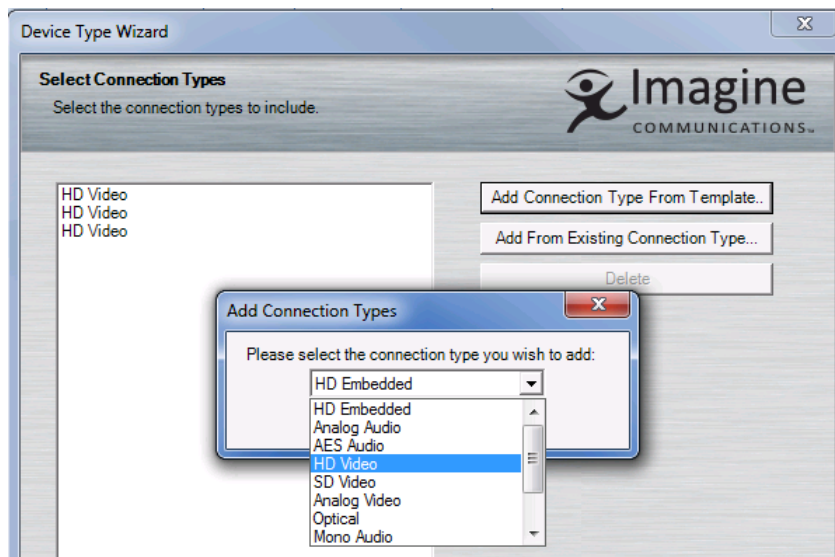 Device Type Wizard
Select Connection Types
Select the connection types to include.
Imagine
COMMUNICATIONS™
HD Video
HD Video
HD Video
Add Connection Type From Template..
Add From Existing Connection Type...
Delete
Add Connection Types
Please select the connection type you wish to add:
HD Embedded
HD Embedded
Analog Audio
AES Audio
HD Video
SD Video
Analog Video
Optical
Mono Audio